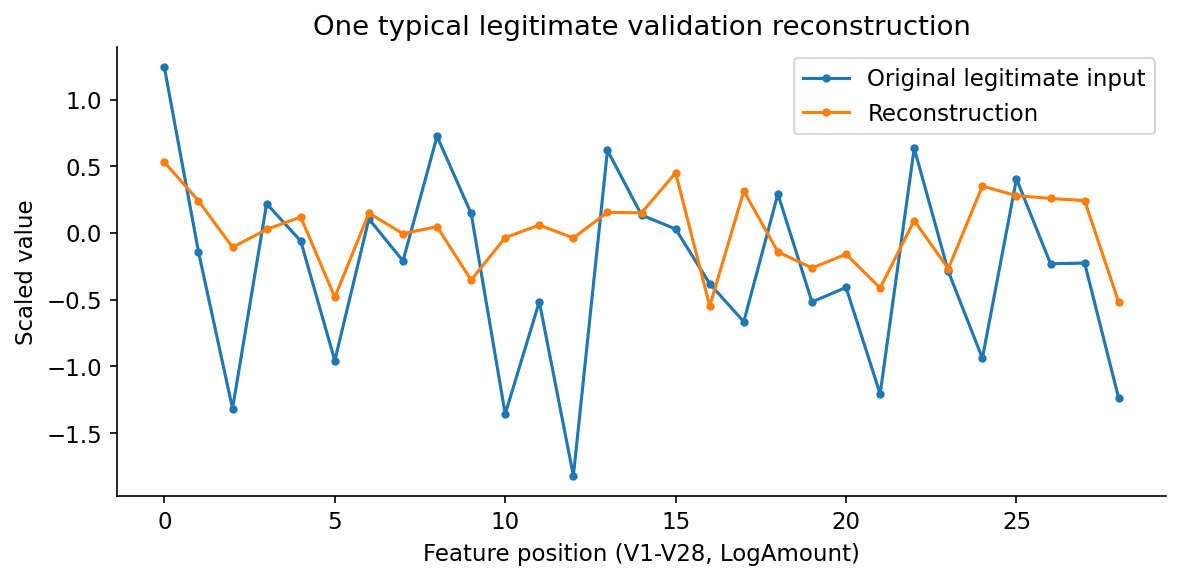 One typical legitimate validation reconstruction
Original legitimate input
Reconstruction
1.0
0.5
0.0
−0.5
−1.0
−1.5
Scaled value
0 5 10 15 20 25
Feature position (V1-V28, LogAmount)